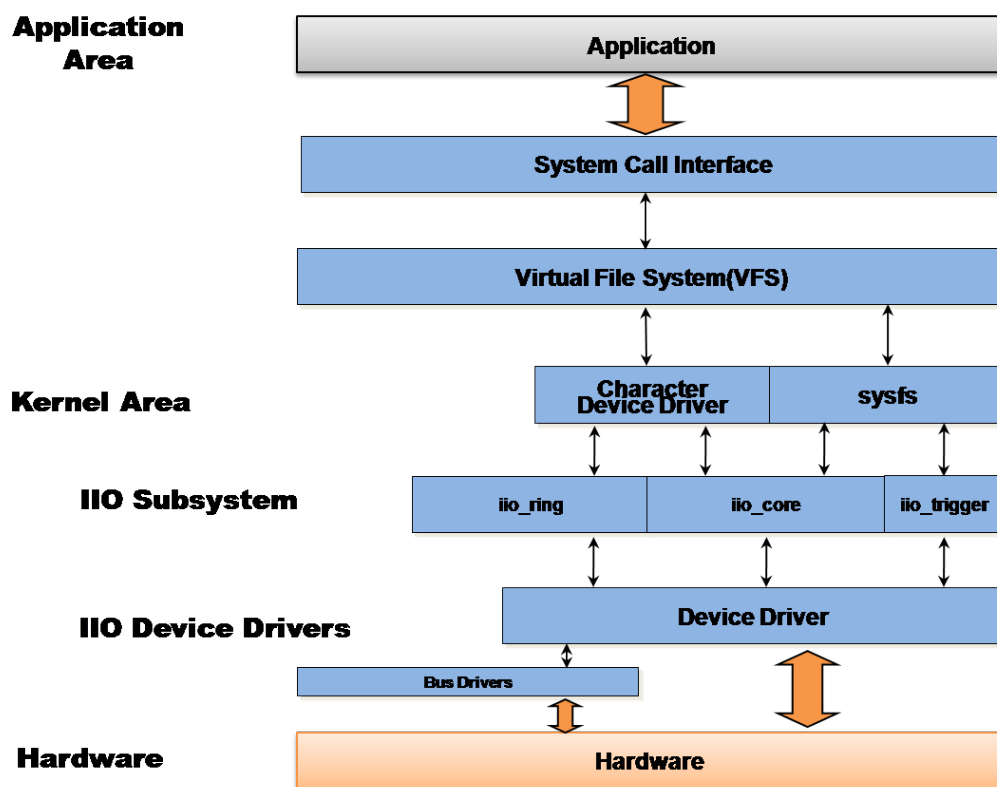 Application
Area
Application
System Call Interface
Virtual File System(VFS)
Kernel Area
Character
Device Driver
sysfs
IIO Subsystem
iio_ring
iio_core
iio_trigger
IIO Device Drivers
Device Driver
Bus Drivers
Hardware
Hardware